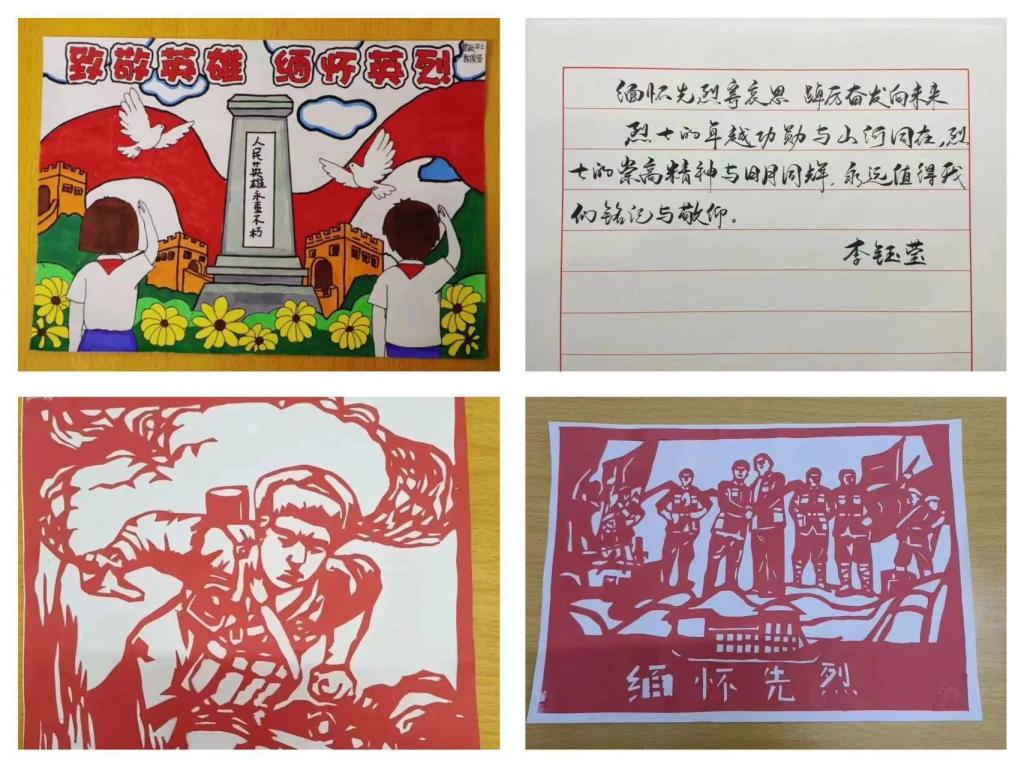 致敬英雄 缅怀英烈
人民英雄永垂不朽
缅怀先烈寄哀思 踔厉奋发向未来
烈士的卓越功勋与山河同在,烈
士的崇高精神与日月同辉,永远值得我
们铭记与敬仰。
李钰莹
缅怀先烈